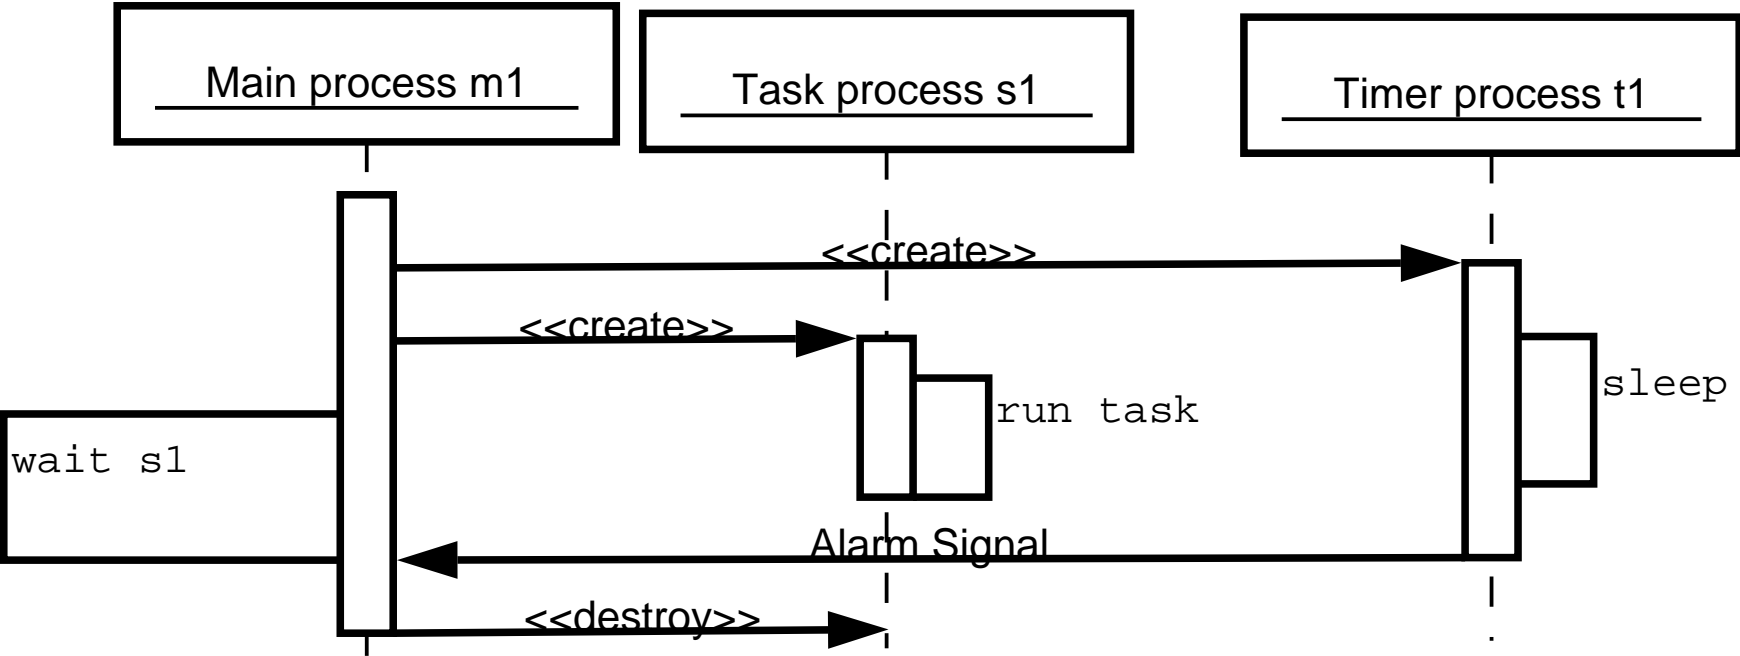 Main process m1
Task process s1
Timer process t1
<<create>>
<<create>>
sleep
run task
wait s1
Alarm Signal
<<destroy>>